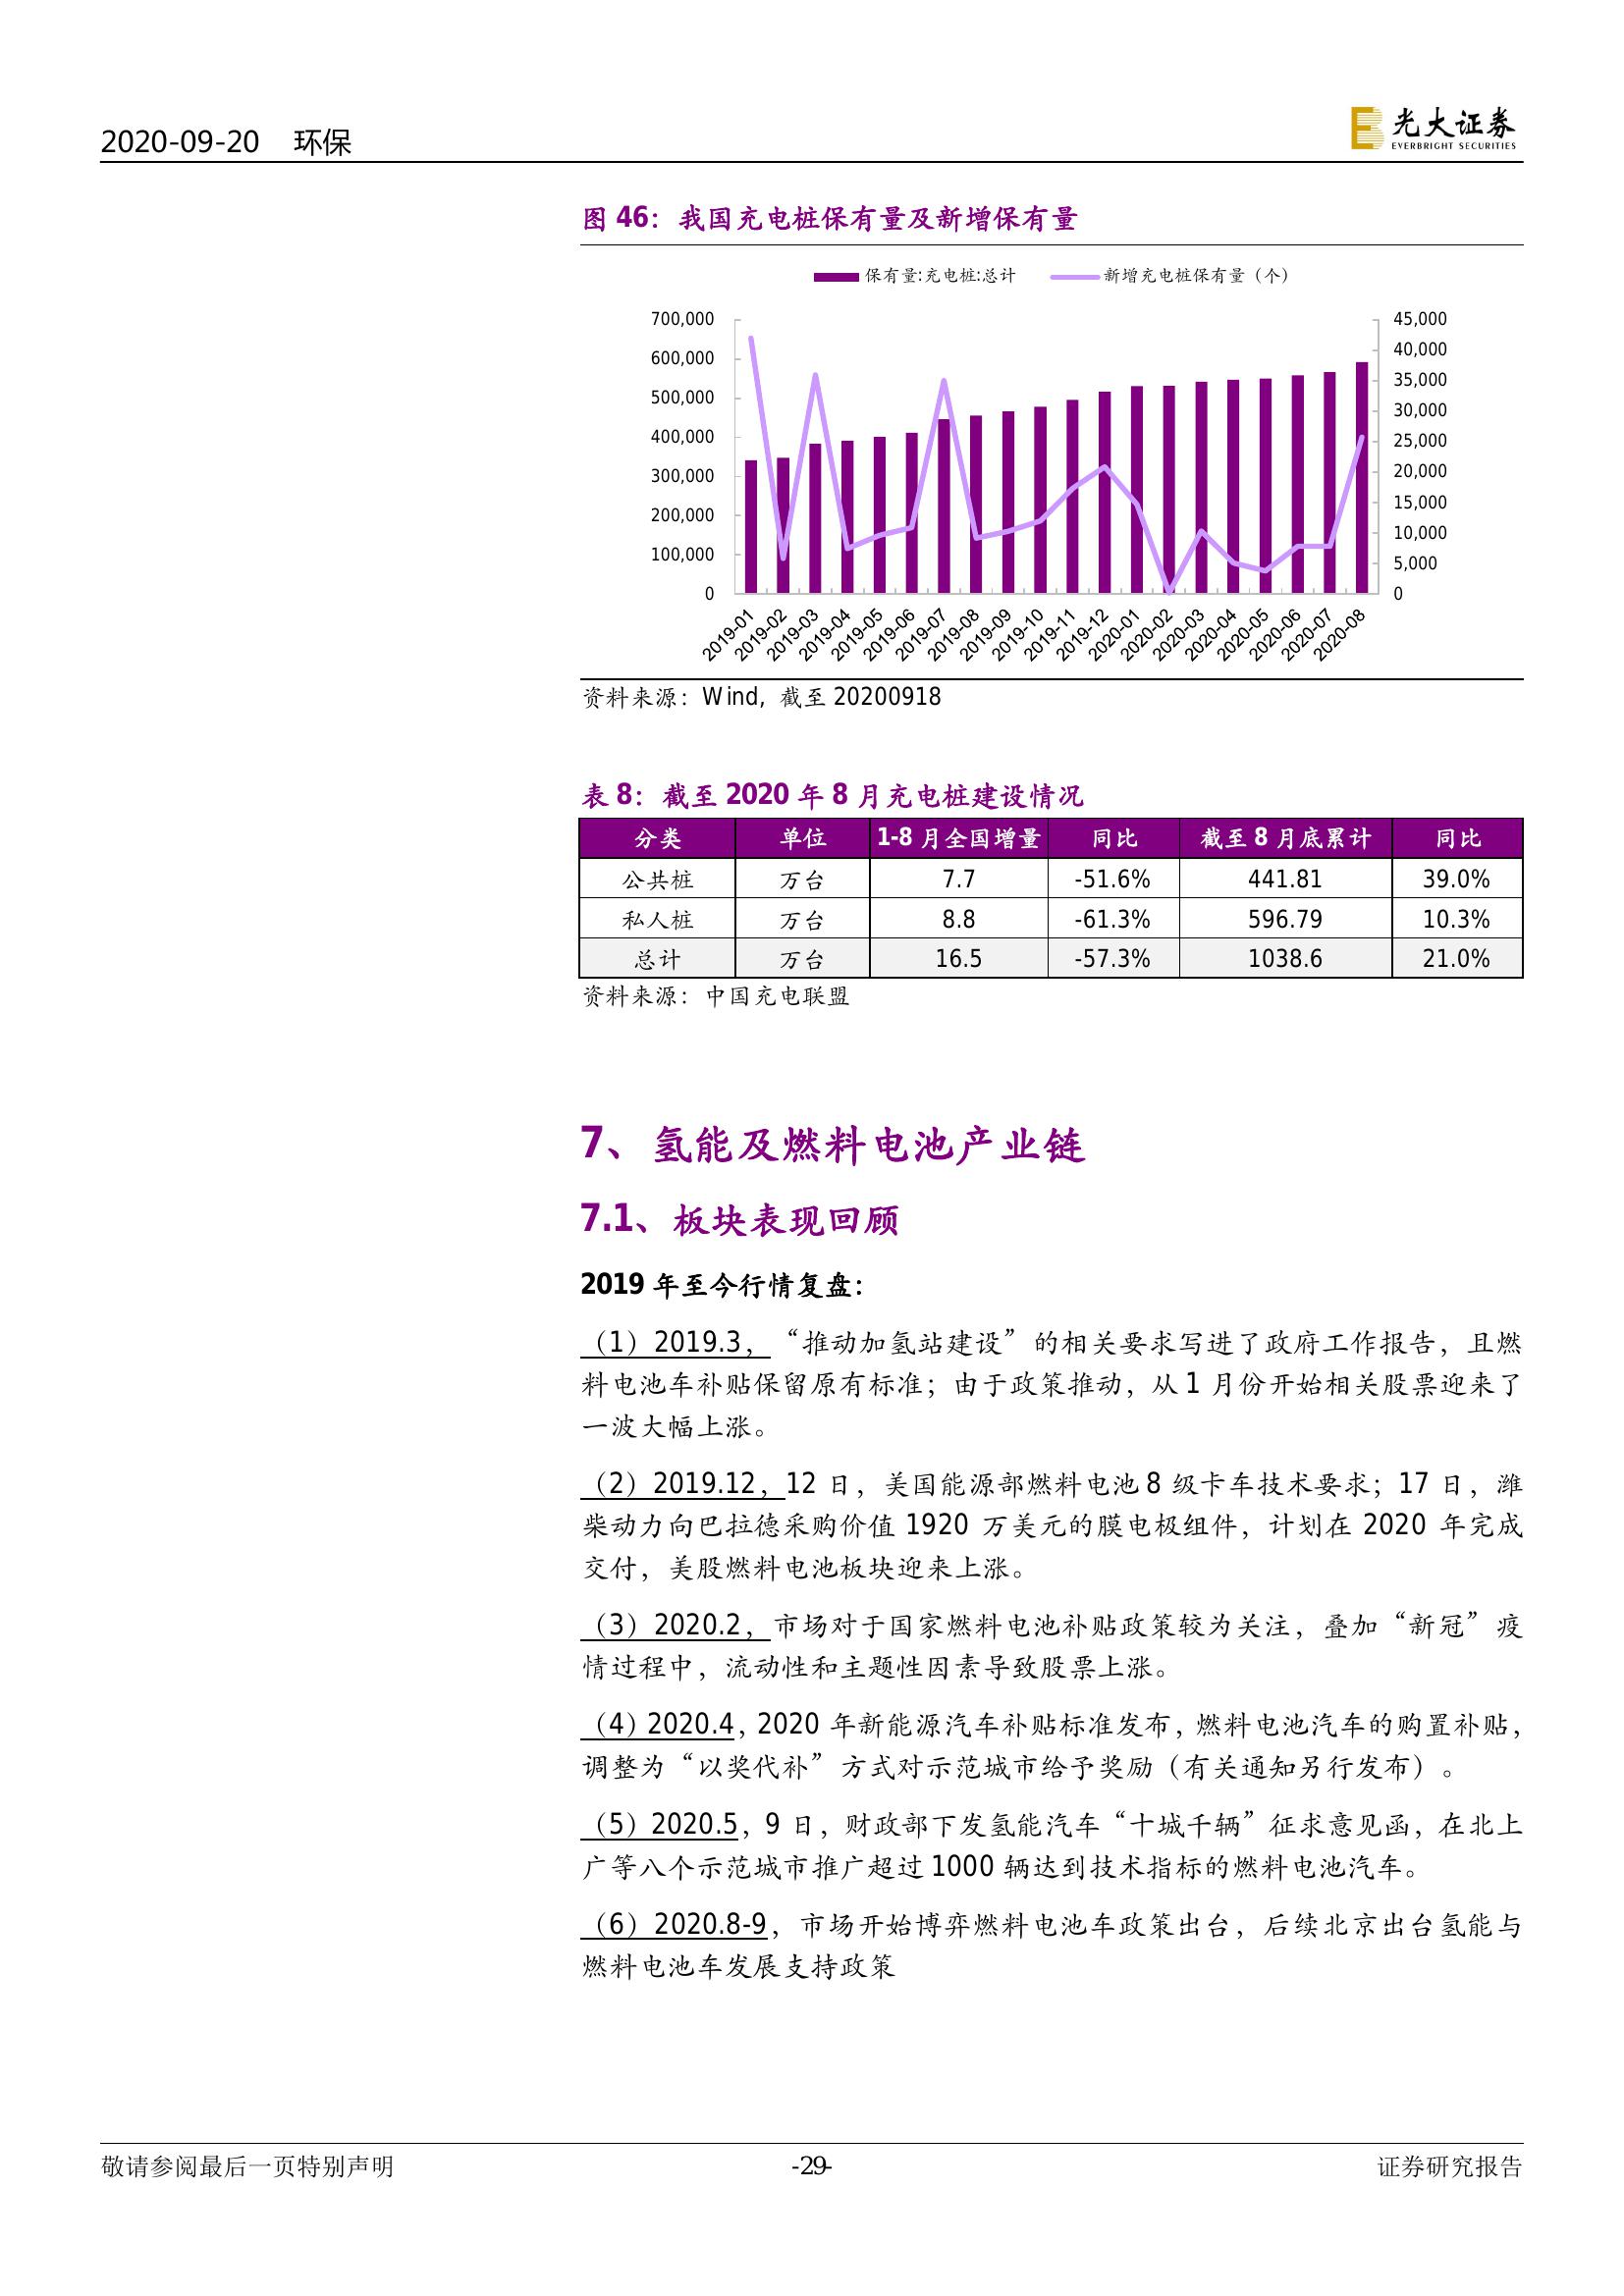 2020-09-20 环保
光大证券
EVERBRIGHT SECURITIES
图 46：我国充电桩保有量及新增保有量
保有量:充电桩:总计 新增充电桩保有量（个）
700,000
600,000
500,000
400,000
300,000
200,000
100,000
0
45,000
40,000
35,000
30,000
25,000
20,000
15,000
10,000
5,000
0
2019-01 2019-02 2019-03 2019-04 2019-05 2019-06 2019-07 2019-08 2019-09 2019-10 2019-11 2019-12 2020-01 2020-02 2020-03 2020-04 2020-05 2020-06 2020-07 2020-08
资料来源：Wind，截至 20200918
表 8：截至 2020 年 8 月充电桩建设情况
分类 单位 1-8 月全国增量 同比 截至 8 月底累计 同比
公共桩 万台 7.7 -51.6% 441.81 39.0%
私人桩 万台 8.8 -61.3% 596.79 10.3%
总计 万台 16.5 -57.3% 1038.6 21.0%
资料来源：中国充电联盟
7、氢能及燃料电池产业链
7.1、板块表现回顾
2019 年至今行情复盘：
（1）2019.3，“推动加氢站建设”的相关要求写进了政府工作报告，且燃
料电池车补贴保留原有标准；由于政策推动，从 1 月份开始相关股票迎来了
一波大幅上涨。
（2）2019.12，12 日，美国能源部燃料电池 8 级卡车技术要求；17 日，潍
柴动力向巴拉德采购价值 1920 万美元的膜电极组件，计划在 2020 年完成
交付，美股燃料电池板块迎来上涨。
（3）2020.2，市场对于国家燃料电池补贴政策较为关注，叠加“新冠”疫
情过程中，流动性和主题性因素导致股票上涨。
（4）2020.4，2020 年新能源汽车补贴标准发布，燃料电池汽车的购置补贴，
调整为“以奖代补”方式对示范城市给予奖励（有关通知另行发布）。
（5）2020.5，9 日，财政部下发氢能汽车“十城千辆”征求意见函，在北上
广等八个示范城市推广超过 1000 辆达到技术指标的燃料电池汽车。
（6）2020.8-9，市场开始博弈燃料电池车政策出台，后续北京出台氢能与
燃料电池车发展支持政策
敬请参阅最后一页特别声明 -29- 证券研究报告